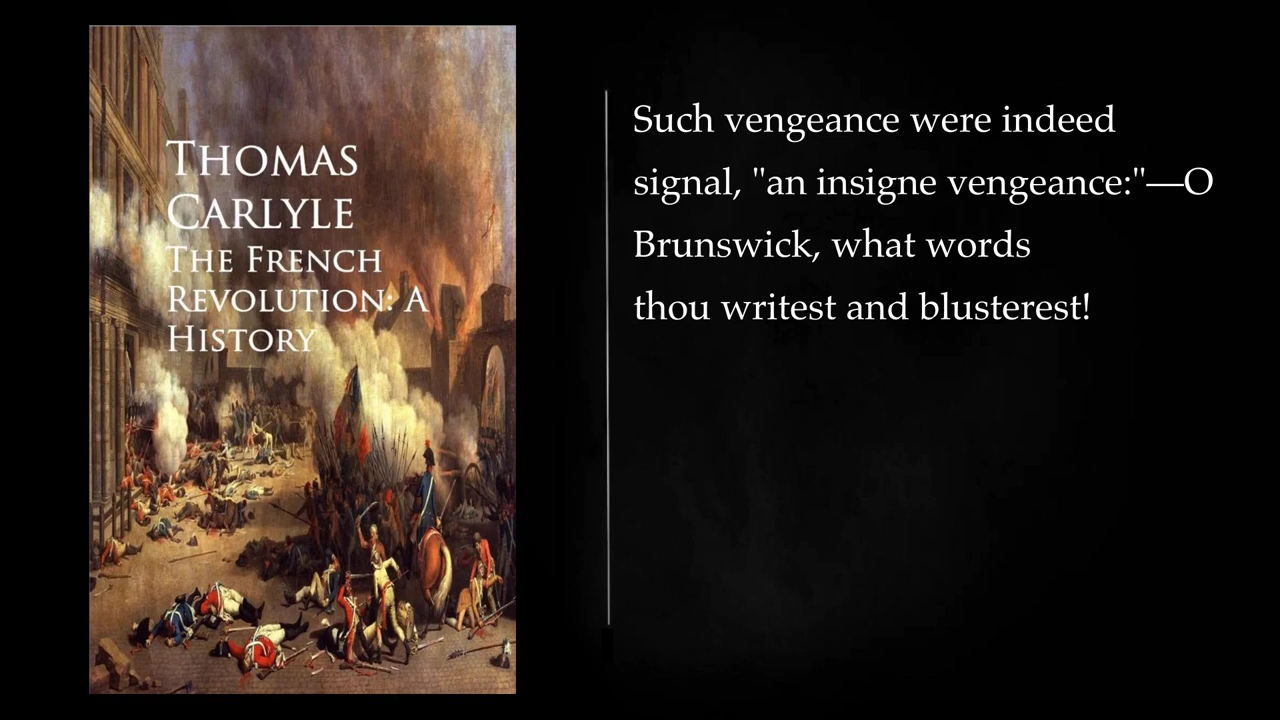 THOMAS
CARLYLE
THE FRENCH
REVOLUTION: A
HISTORY
Such vengeance were indeed
signal, "an insigne vengeance:"—O
Brunswick, what words
thou writest and blusterest!